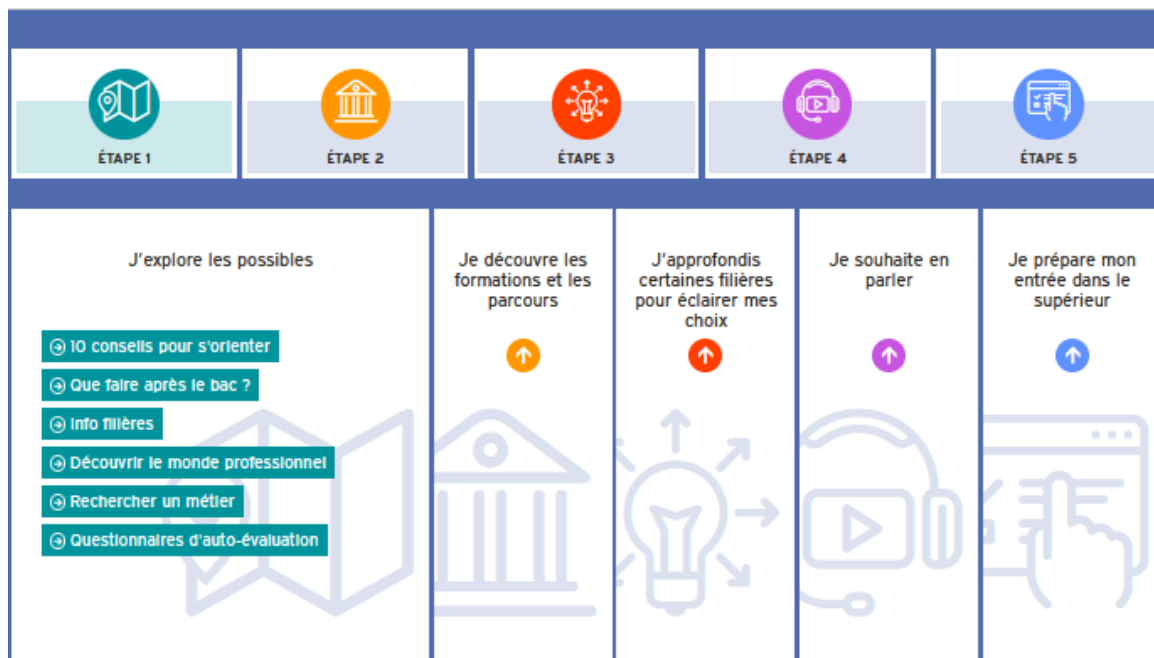 ÉTAPE 1
ÉTAPE 2
ÉTAPE 3
ÉTAPE 4
ÉTAPE 5
J'explore les possibles
10 conseils pour s'orienter
Que faire après le bac ?
Info filières
Découvrir le monde professionnel
Rechercher un métier
Questionnaires d'auto-évaluation
Je découvre les
formations et les
parcours
J'approfondis
certaines filières
pour éclairer mes
choix
Je souhaite en
parler
Je prépare mon
entrée dans le
supérieur